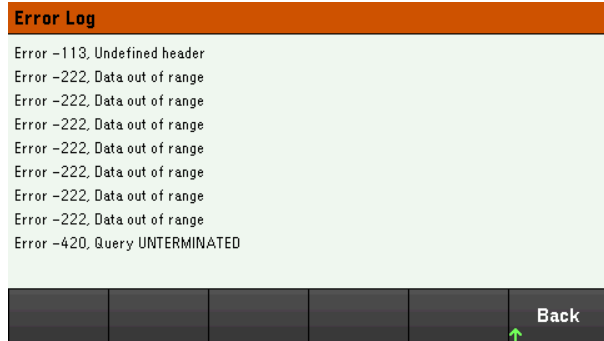 Error Log
Error -113, Undefined header
Error -222, Data out of range
Error -222, Data out of range
Error -222, Data out of range
Error -222, Data out of range
Error -222, Data out of range
Error -222, Data out of range
Error -222, Data out of range
Error -420, Query UNTERMINATED
Back